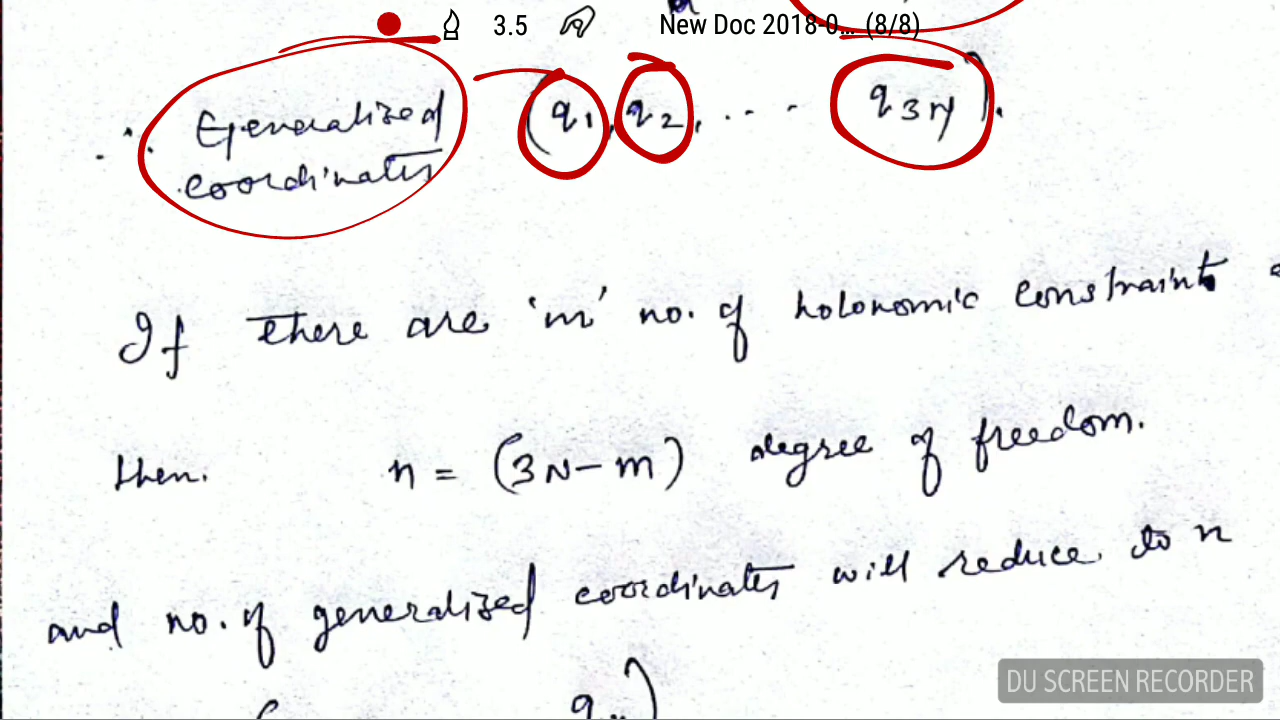 3.5 New Doc 2018-0... (8/8)
∴ Generalized (q1, q2, ... q3N).
coordinates
If there are 'm' no. of holonomic constraints
then. n = (3N-m) degree of freedom.
and no. of generalized coordinates will reduce to n
DU SCREEN RECORDER